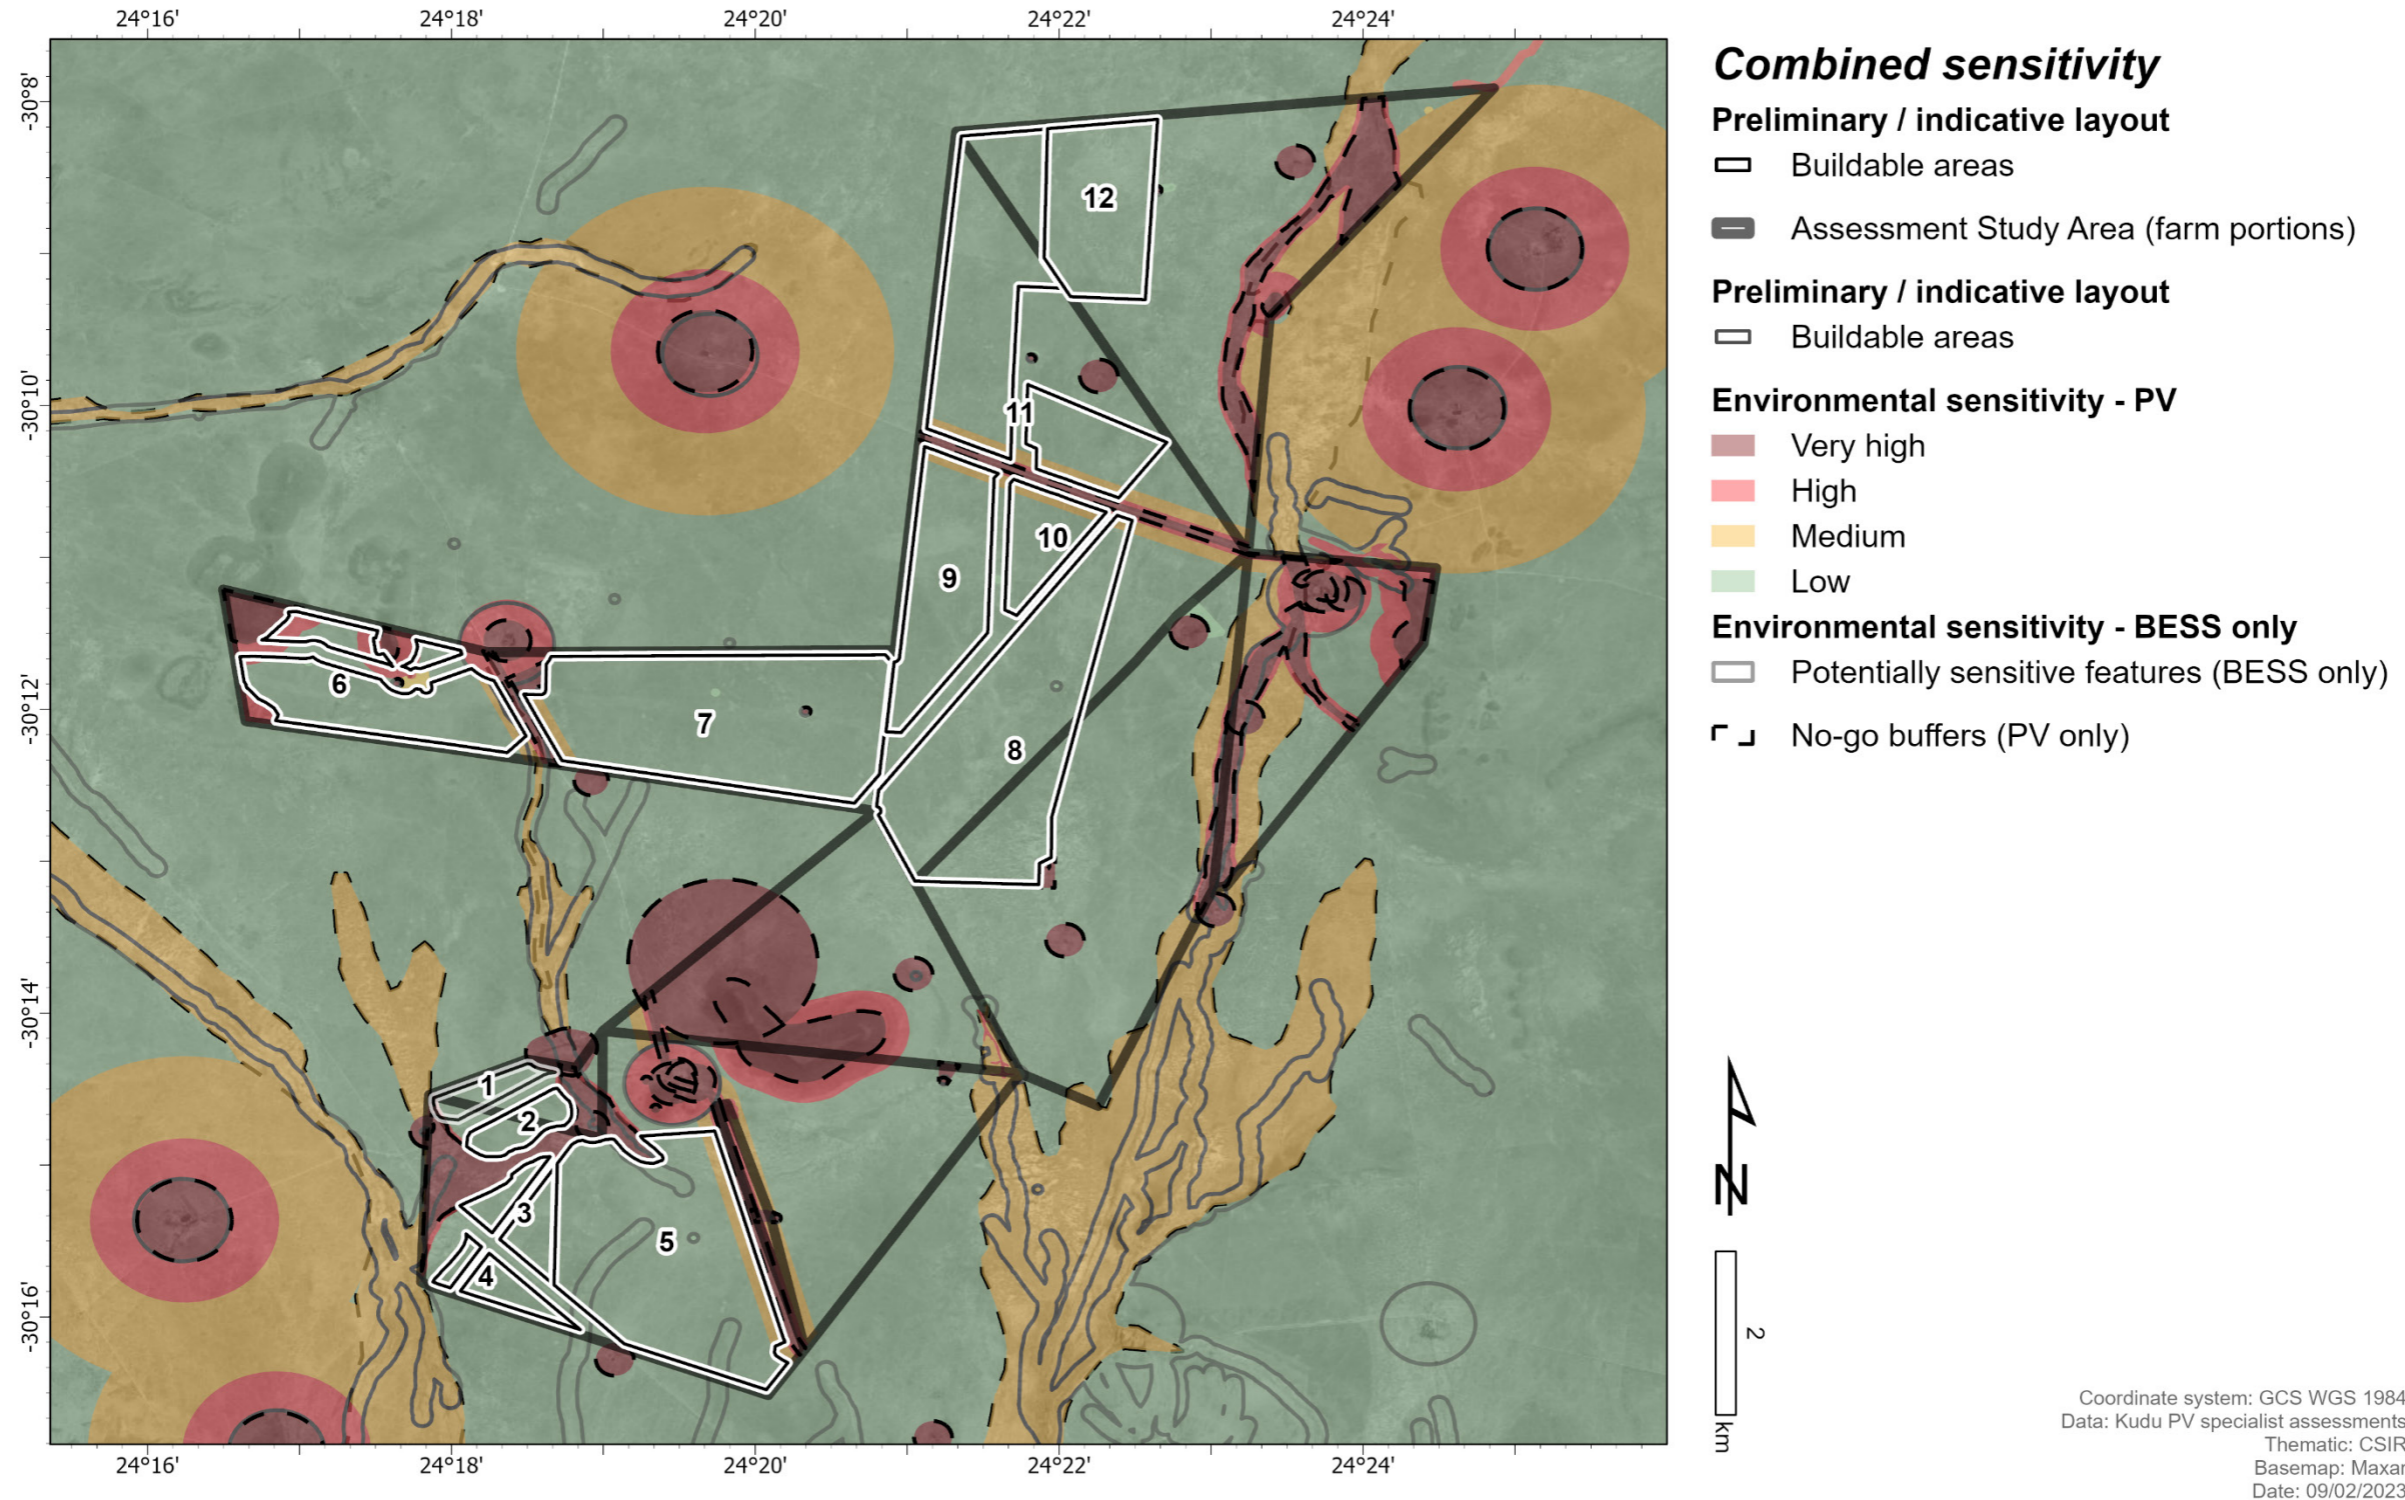 24°16' 24°18' 24°20' 24°22' 24°24'
-30°8'
-30°10'
-30°12'
-30°14'
-30°16'
12
11
10
9
6
7
8
1
2
3
5
4
24°16' 24°18' 24°20' 24°22' 24°24'
Combined sensitivity
Preliminary / indicative layout
Buildable areas
Assessment Study Area (farm portions)
Preliminary / indicative layout
Buildable areas
Environmental sensitivity - PV
Very high
High
Medium
Low
Environmental sensitivity - BESS only
Potentially sensitive features (BESS only)
No-go buffers (PV only)
N
2
km
Coordinate system: GCS WGS 1984
Data: Kudu PV specialist assessments
Thematic: CSIR
Basemap: Maxar
Date: 09/02/2023